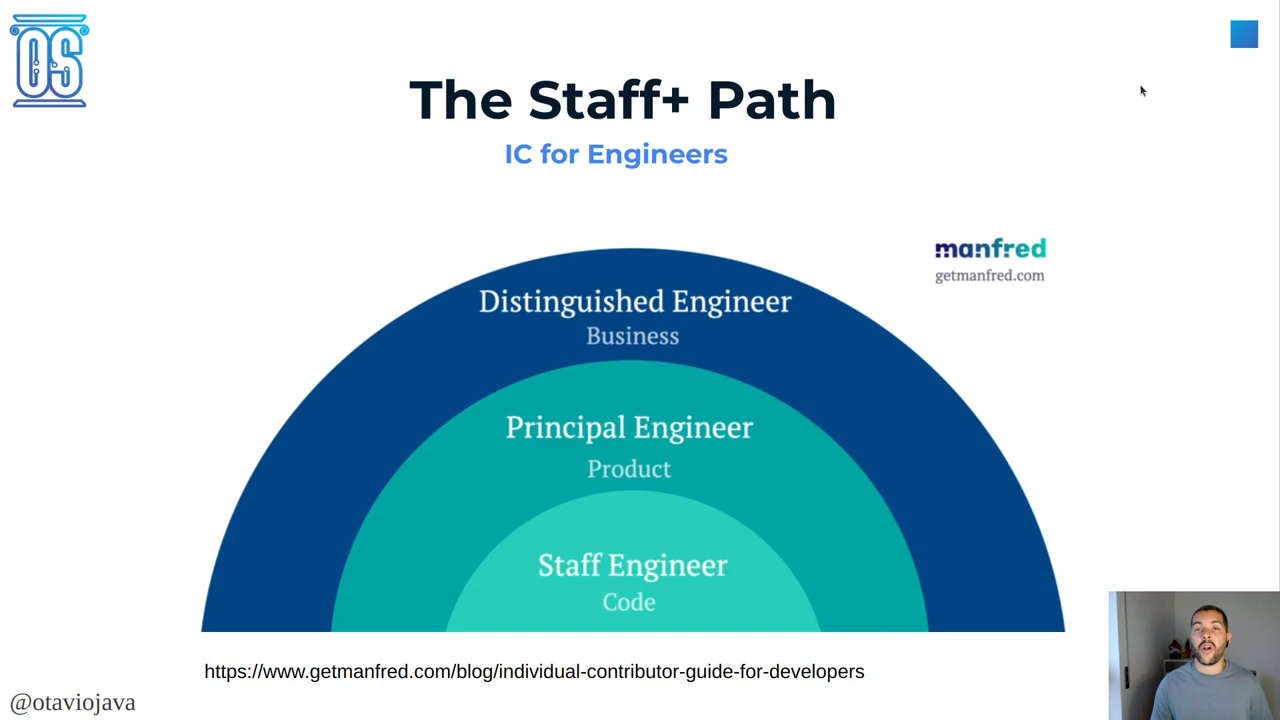 OS
The Staff+ Path
IC for Engineers
manfred
getmanfred.com
Distinguished Engineer
Business
Principal Engineer
Product
Staff Engineer
Code
https://www.getmanfred.com/blog/individual-contributor-guide-for-developers
@otaviojava